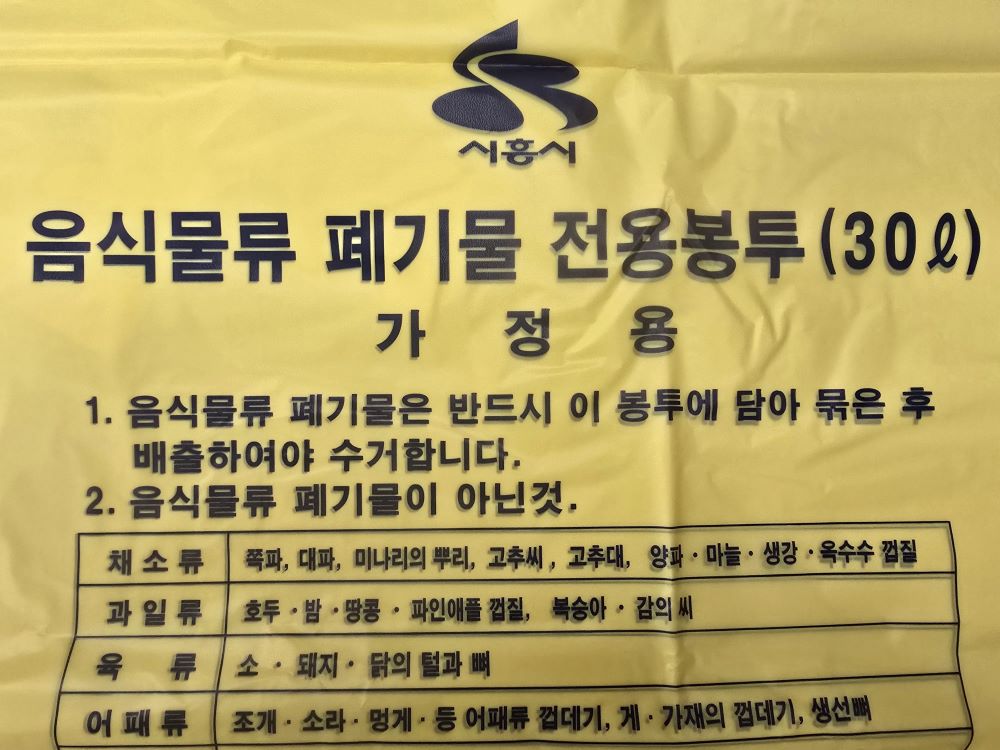 시흥시
음식물류 폐기물 전용봉투(30ℓ)
가 정 용
1. 음식물류 폐기물은 반드시 이 봉투에 담아 묶은 후
배출하여야 수거합니다.
2. 음식물류 폐기물이 아닌것.
채소류 쪽파, 대파, 미나리의 뿌리, 고추씨, 고추대, 양파·마늘·생강·옥수수 껍질
과일류 호두·밤·땅콩·파인애플 껍질, 복숭아·감의 씨
육 류 소·돼지·닭의 털과 뼈
어패류 조개·소라·멍게·등 어패류 껍데기, 게·가재의 껍데기, 생선뼈